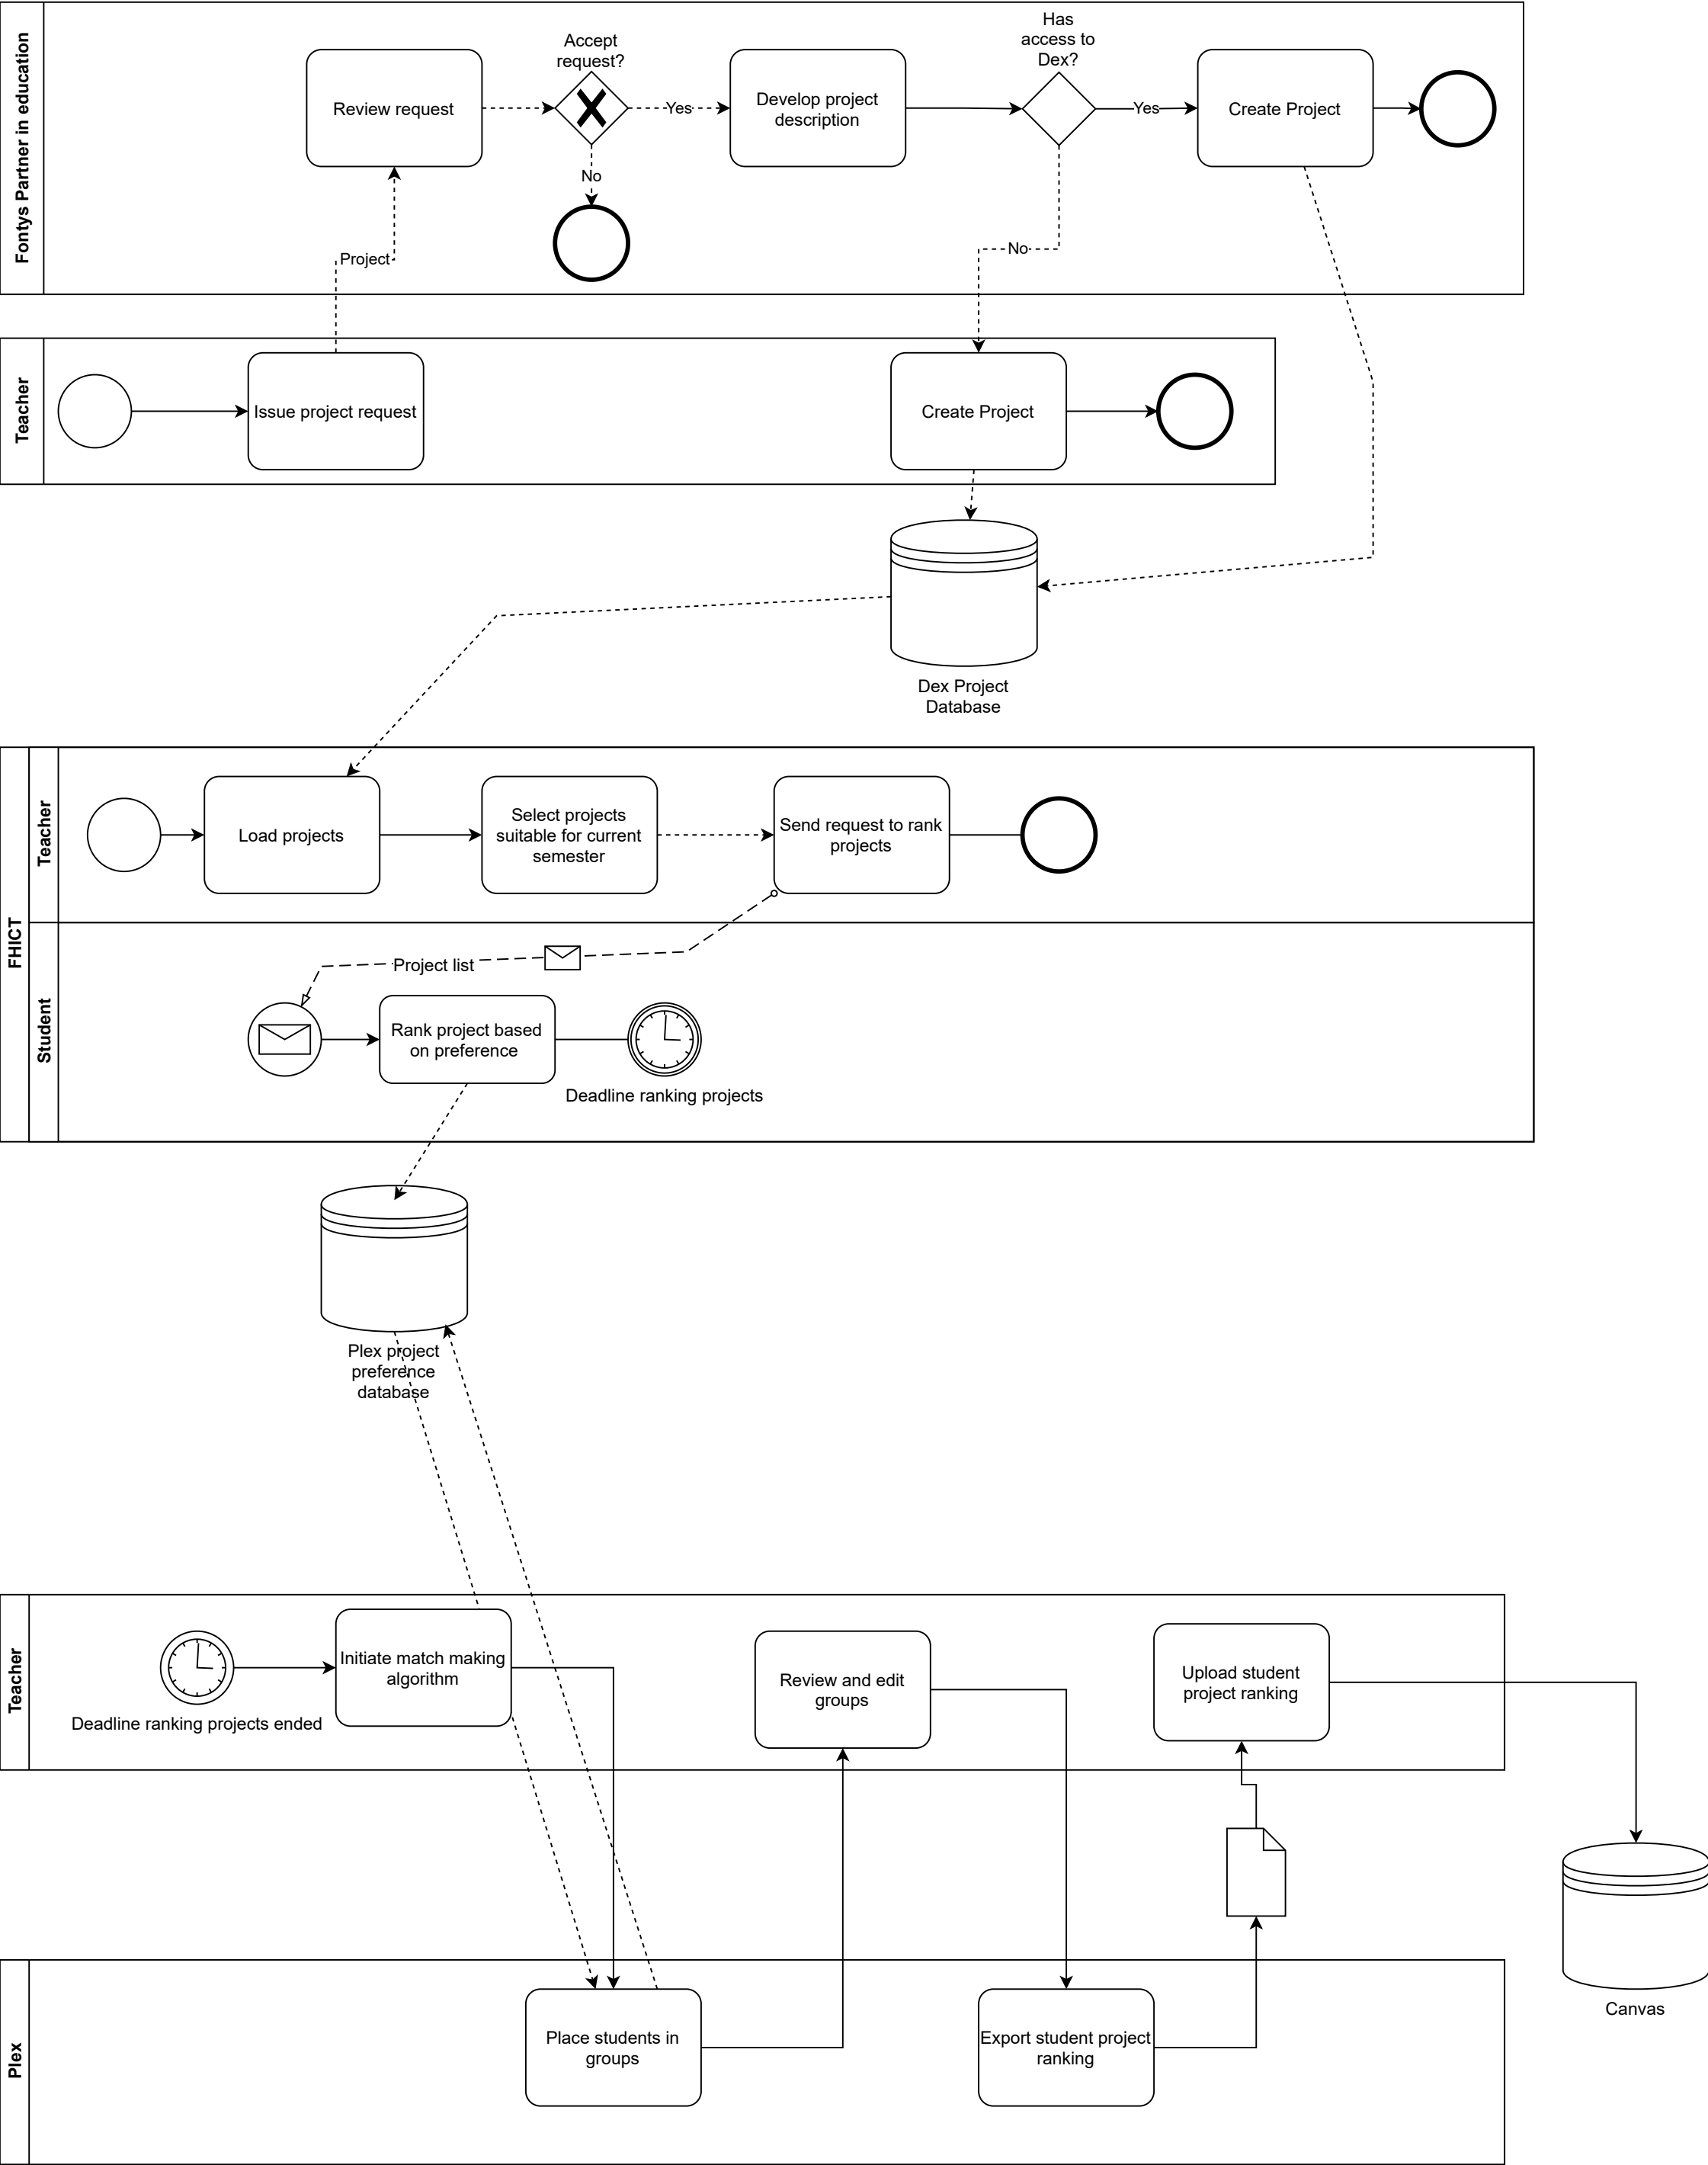 Fontys Partner in education
Review request
Accept
request?
Yes
No
Develop project
description
Has
access to
Dex?
Yes
No
Create Project
Project
Teacher
Issue project request
Create Project
Dex Project
Database
FHICT
Teacher
Load projects
Select projects
suitable for current
semester
Send request to rank
projects
Student
Project list
Rank project based
on preference
Deadline ranking projects
Plex project
preference
database
Teacher
Initiate match making
algorithm
Deadline ranking projects ended
Review and edit
groups
Upload student
project ranking
Canvas
Plex
Place students in
groups
Export student project
ranking